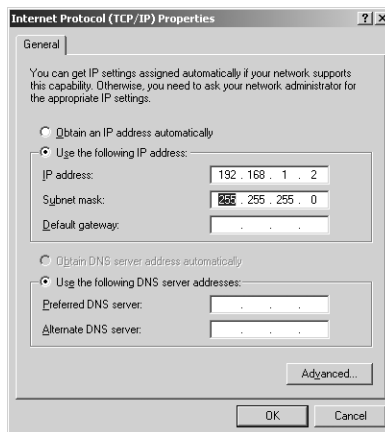 Internet Protocol (TCP/IP) Properties
General
You can get IP settings assigned automatically if your network supports
this capability. Otherwise, you need to ask your network administrator for
the appropriate IP settings.
Obtain an IP address automatically
Use the following IP address:
IP address: 192 . 168 . 1 . 2
Subnet mask: 255 . 255 . 255 . 0
Default gateway: . . .
Obtain DNS server address automatically
Use the following DNS server addresses:
Preferred DNS server: . . .
Alternate DNS server: . . .
Advanced...
OK Cancel